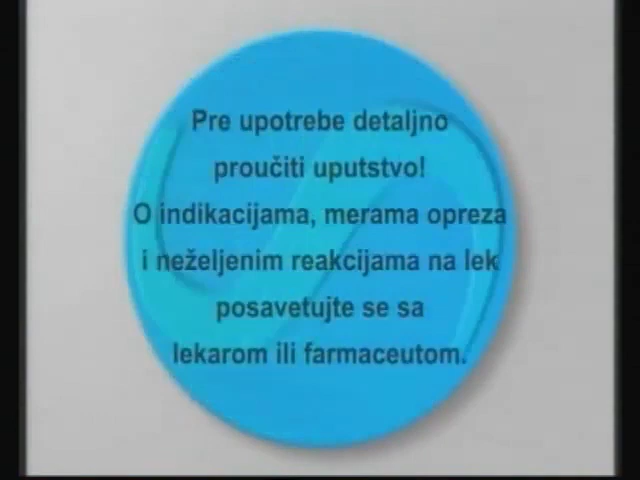 Pre upotrebe detaljno
proučiti uputstvo!
O indikacijama, merama opreza
i neželjenim reakcijama na lek
posavetujte se sa
lekarom ili farmaceutom.